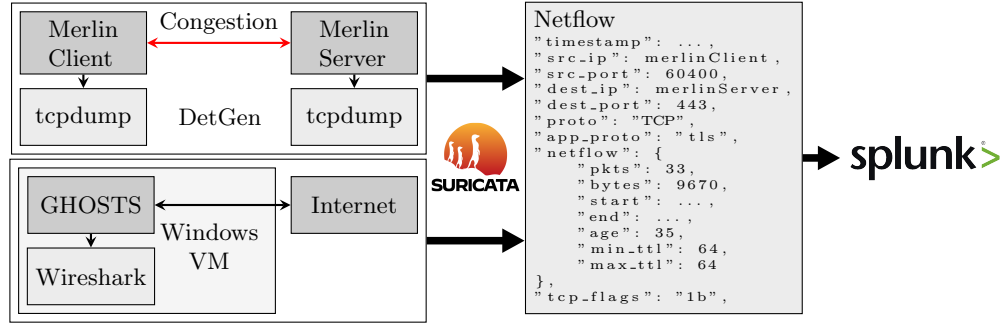 Merlin
Client
Congestion
Merlin
Server
tcpdump
DetGen
tcpdump
GHOSTS
Internet
Windows
VM
Wireshark
SURICATA
Netflow
"timestamp": ...,
"src_ip": merlinClient,
"src_port": 60400,
"dest_ip": merlinServer,
"dest_port": 443,
"proto": "TCP",
"app_proto": "tls",
"netflow": {
"pkts": 33,
"bytes": 9670,
"start": ...,
"end": ...,
"age": 35,
"min_ttl": 64,
"max_ttl": 64
},
"tcp_flags": "1b",
splunk>